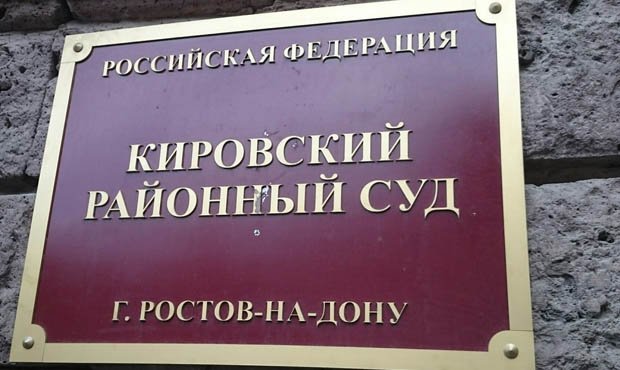 РОССИЙСКАЯ ФЕДЕРАЦИЯ
КИРОВСКИЙ
РАЙОННЫЙ СУД
Г. РОСТОВ-НА-ДОНУ